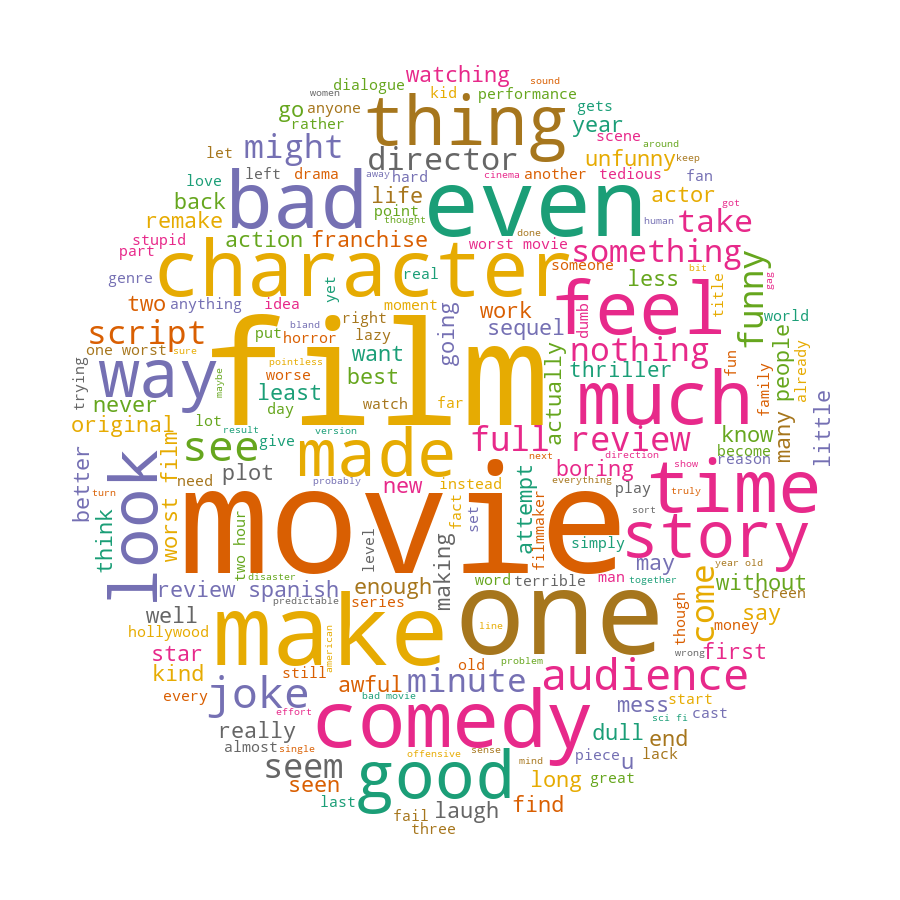 sound
watching
dialogue
women
kid
performance
go
anyone
thing
gets
rather
year
scene
around
let
might
director
unfunny
keep
love
left
drama
away
hard
cinema
another
tedious
fan
bad
even
life
actor
back
point
thought
human
got
remake
done
take
stupid
action
franchise
worst movie
something
part
character
someone
funny
genre
real
feel
less
bit
gag
yet
title
two
anything
idea
moment
going
work
dumb
world
script
put
bland
horror
right
lazy
film
sequel
nothing
people
one worst
sure
want
actually
thriller
fun
already
trying
way
pointless
worse
best
much
family
never
maybe
least
day
watch
far
little
original
lot
result
version
made
full review
know
many
see
give
become
look
better
worst film
need
plot
probably
new
instead
next
boring
direction
reason
show
everything
turn
movie
fact
set
attempt
filmmaker
play
truly
time
think
two hour
level
sort
story
making
simply
disaster
word
terrible
man
together
may
year old
review spanish
enough
one
come
without
predictable
series
screen
well
make
line
though
say
hollywood
american
money
star
wrong
first
kind
still
old
problem
audience
every
joke
awful
minute
bad movie
start
effort
comedy
mess
sci fi
cast
really
dull
end
almost
single
offensive
sense
piece
lack
seem
good
mind
u
seen
long
great
last
laugh
find
fail
three